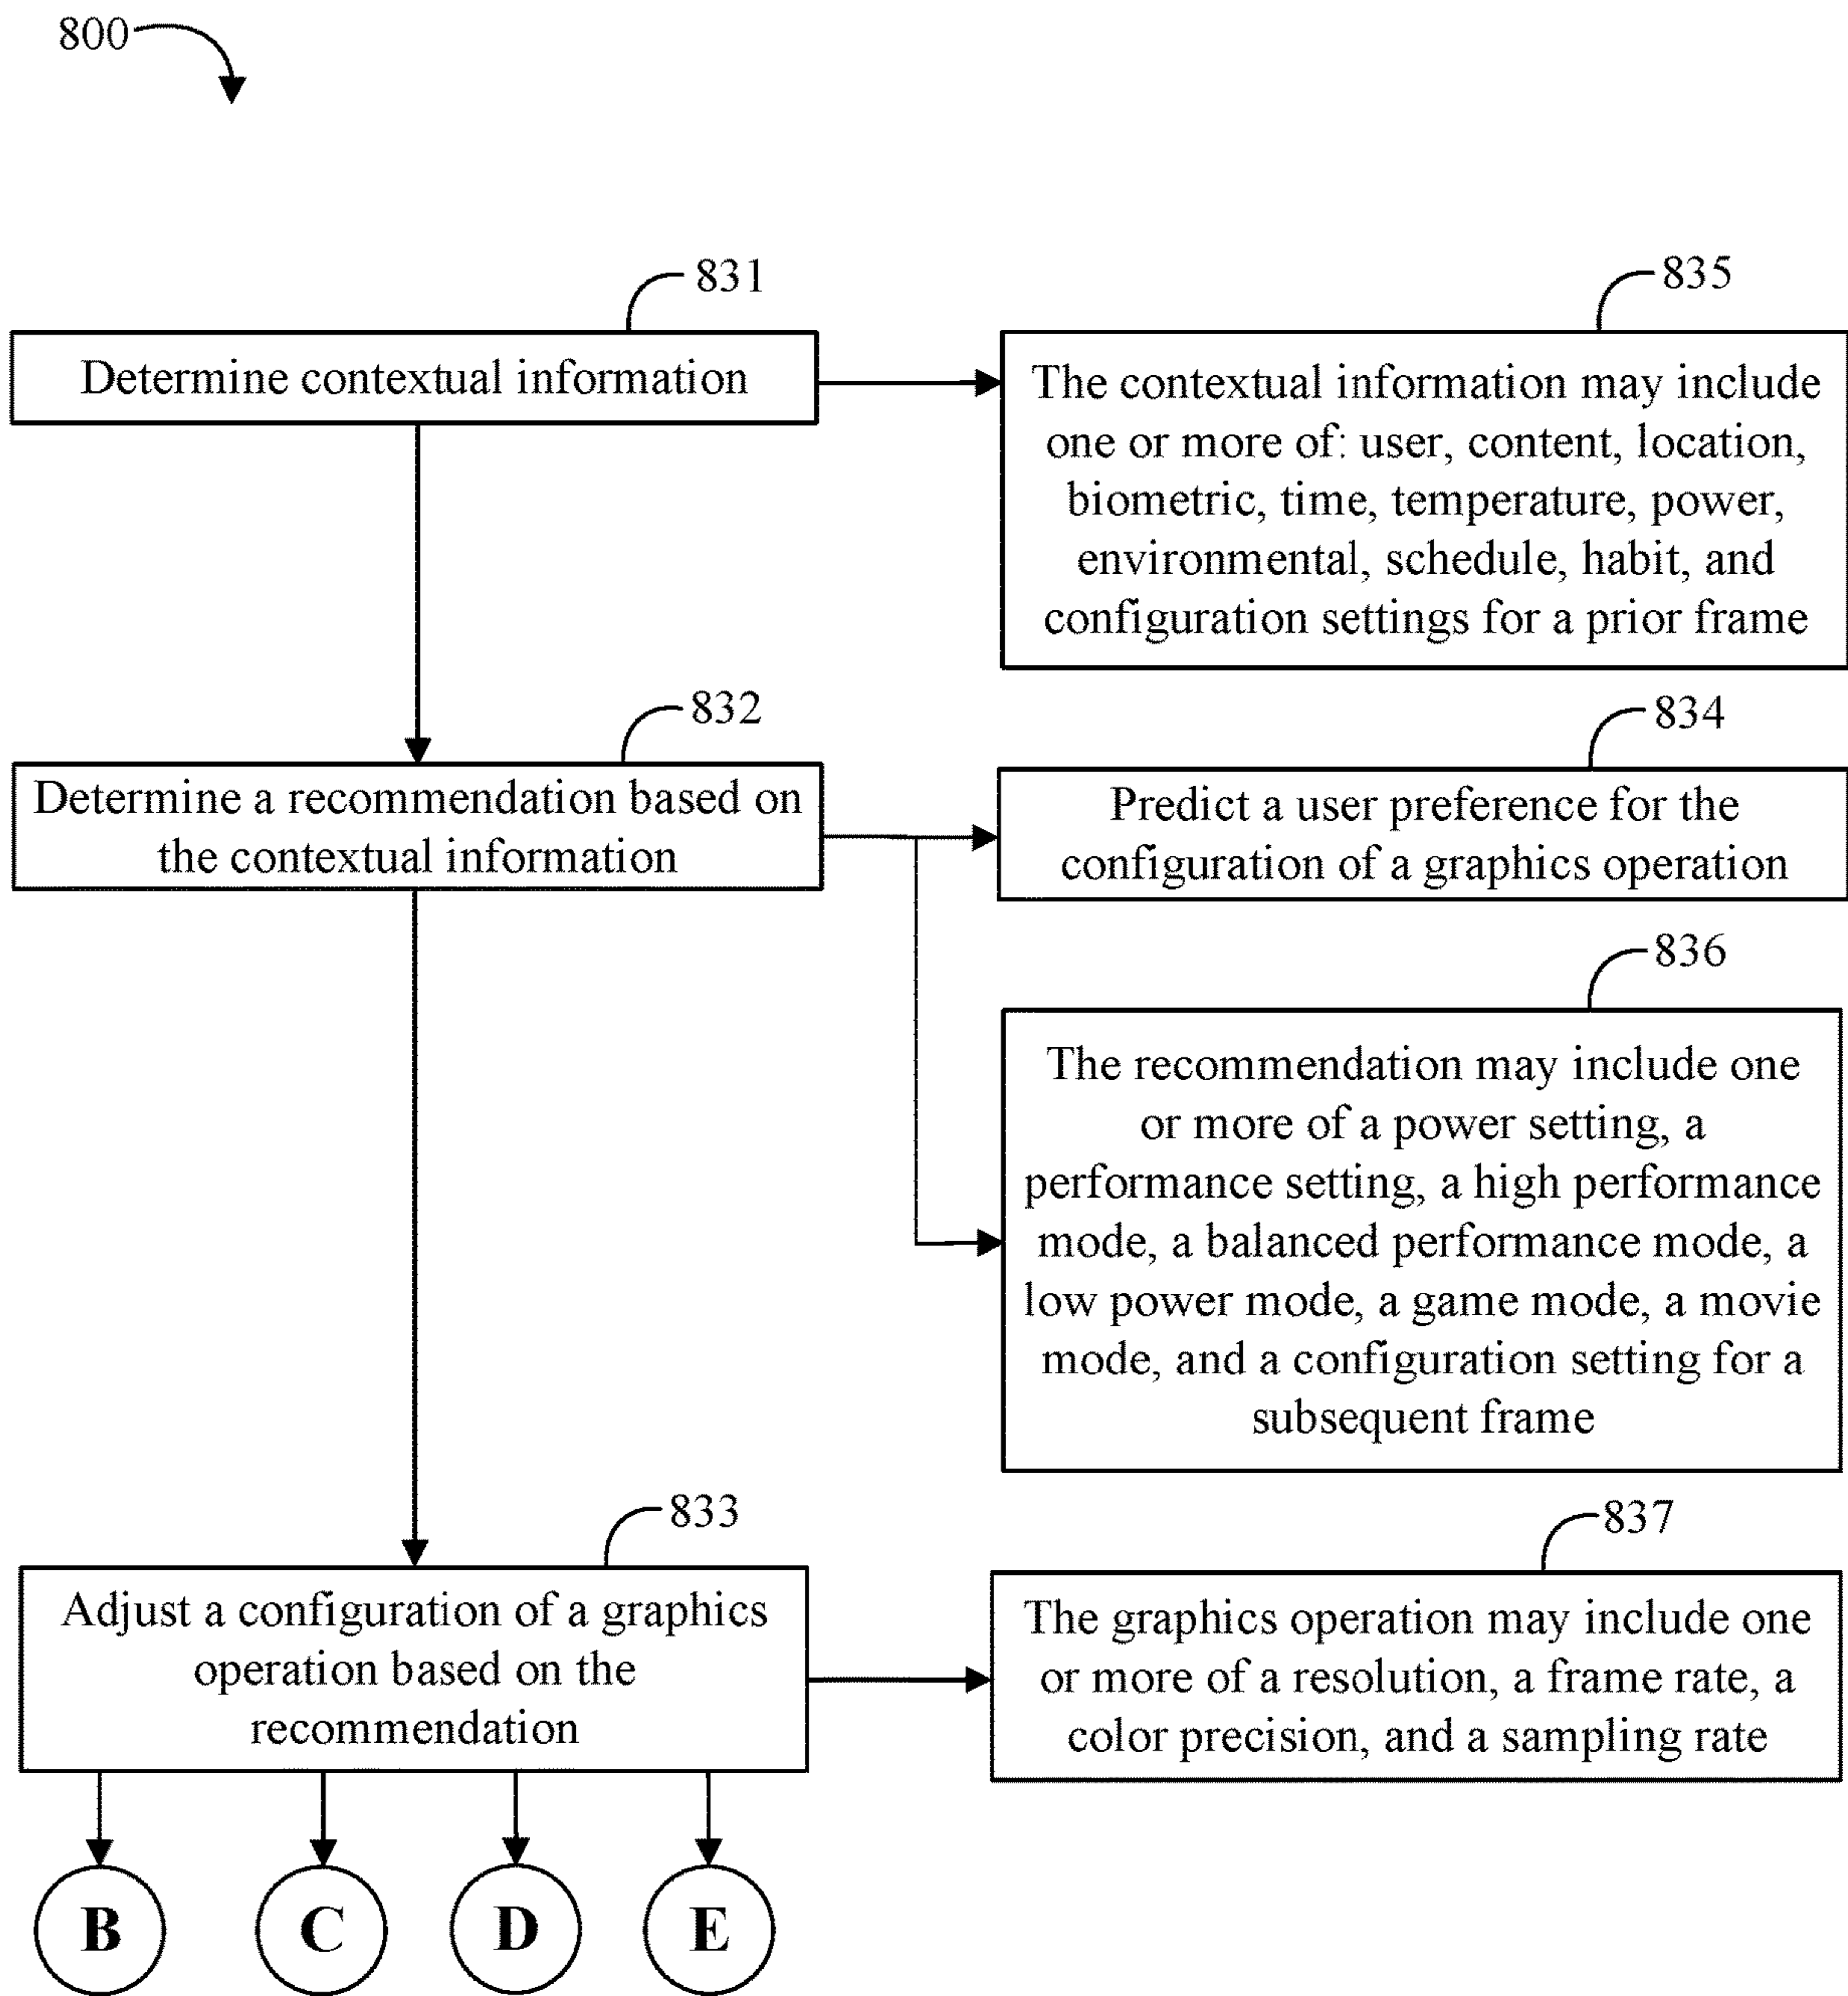 800
831
Determine contextual information
835
The contextual information may include
one or more of: user, content, location,
biometric, time, temperature, power,
environmental, schedule, habit, and
configuration settings for a prior frame
832
Determine a recommendation based on
the contextual information
834
Predict a user preference for the
configuration of a graphics operation
836
The recommendation may include one
or more of a power setting, a
performance setting, a high performance
mode, a balanced performance mode, a
low power mode, a game mode, a movie
mode, and a configuration setting for a
subsequent frame
833
Adjust a configuration of a graphics
operation based on the
recommendation
837
The graphics operation may include one
or more of a resolution, a frame rate, a
color precision, and a sampling rate
B C D E